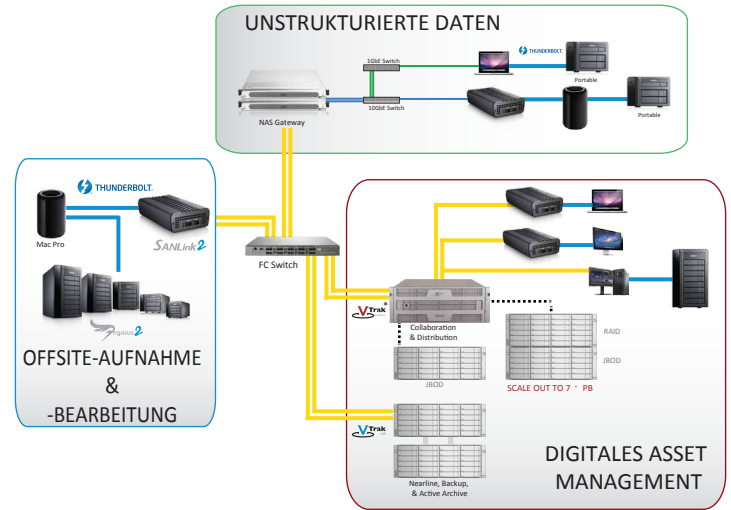 UNSTRUKTURIERTE DATEN
1GbE Switch
THUNDERBOLT.
Portable
10GbE Switch
NAS Gateway
Portable
THUNDERBOLT.
Mac Pro
SANLink2
FC Switch
Pegasus2
OFFSITE-AUFNAHME
&
-BEARBEITUNG
VTrak
Collaboration
& Distribution
JBOD
RAID
JBOD
SCALE OUT TO 7 PB
VTrak
Nearline, Backup,
& Active Archive
DIGITALES ASSET
MANAGEMENT